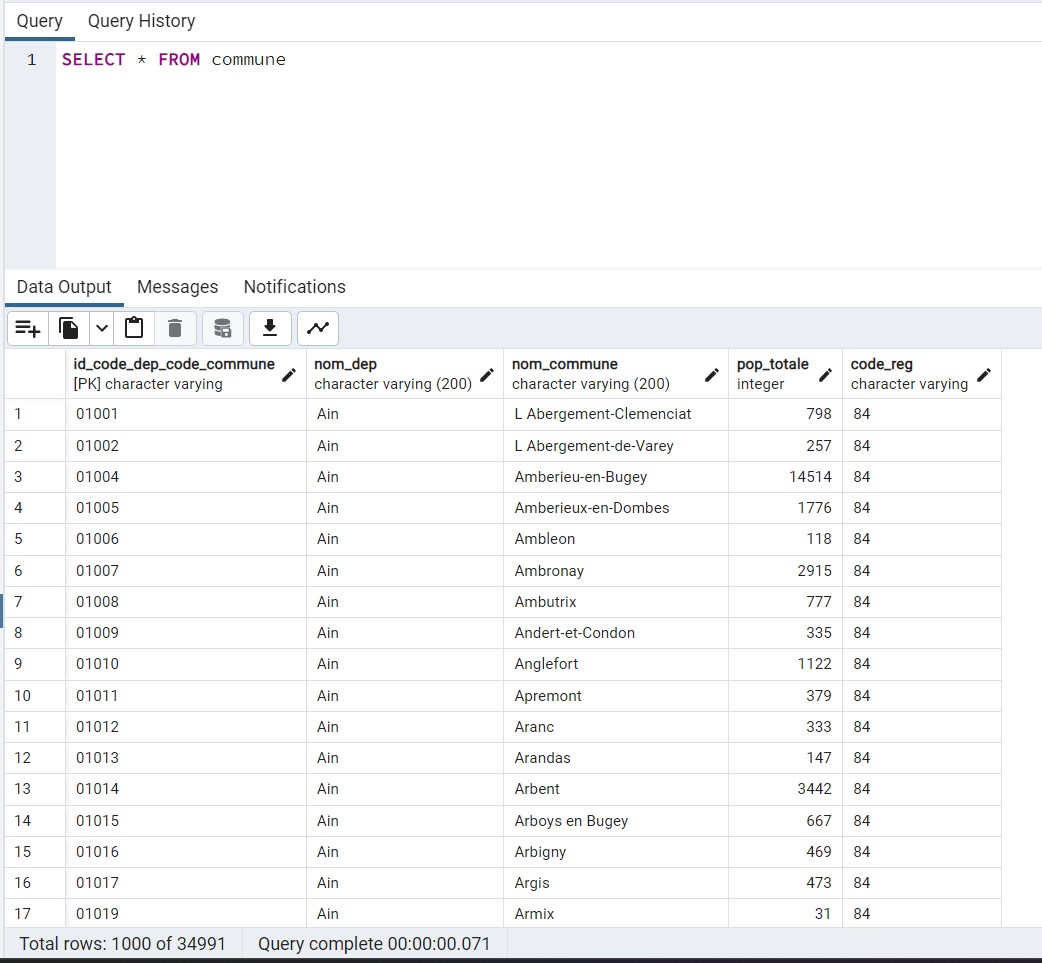 Query Query History
1 SELECT * FROM commune
Data Output Messages Notifications
id_code_dep_code_commune nom_dep nom_commune pop_totale code_reg
[PK] character varying character varying (200) character varying (200) integer character varying
1 01001 Ain L Abergement-Clemenciat 798 84
2 01002 Ain L Abergement-de-Varey 257 84
3 01004 Ain Amberieu-en-Bugey 14514 84
4 01005 Ain Amberieux-en-Dombes 1776 84
5 01006 Ain Ambleon 118 84
6 01007 Ain Ambronay 2915 84
7 01008 Ain Ambutrix 777 84
8 01009 Ain Andert-et-Condon 335 84
9 01010 Ain Anglefort 1122 84
10 01011 Ain Apremont 379 84
11 01012 Ain Aranc 333 84
12 01013 Ain Arandas 147 84
13 01014 Ain Arbent 3442 84
14 01015 Ain Arboys en Bugey 667 84
15 01016 Ain Arbigny 469 84
16 01017 Ain Argis 473 84
17 01019 Ain Armix 31 84
Total rows: 1000 of 34991 Query complete 00:00:00.071